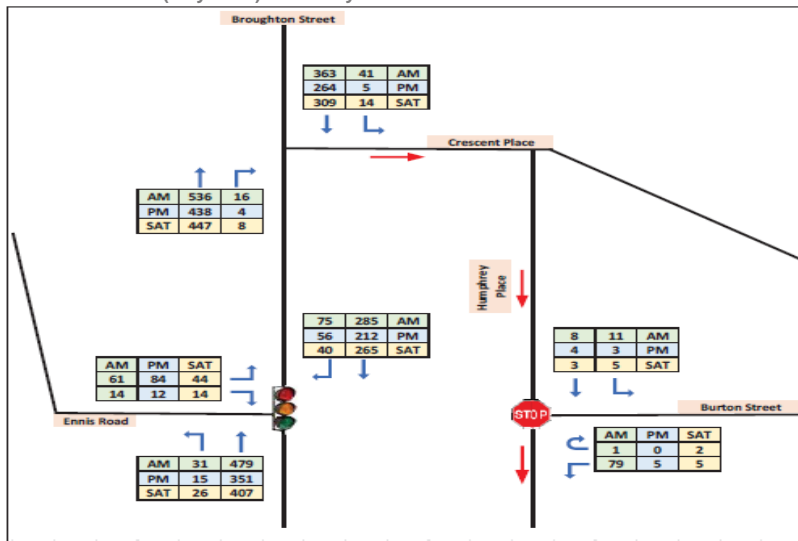 Broughton Street
363 41 AM
264 5 PM
309 14 SAT
Crescent Place
AM 536 16
PM 438 4
SAT 447 8
Humphrey
Place
75 285 AM
56 212 PM
40 265 SAT
8 11 AM
4 3 PM
3 5 SAT
AM PM SAT
61 84 44
14 12 14
Ennis Road
STOP
Burton Street
AM PM SAT
1 0 2
79 5 5
AM 31 479
PM 15 351
SAT 26 407